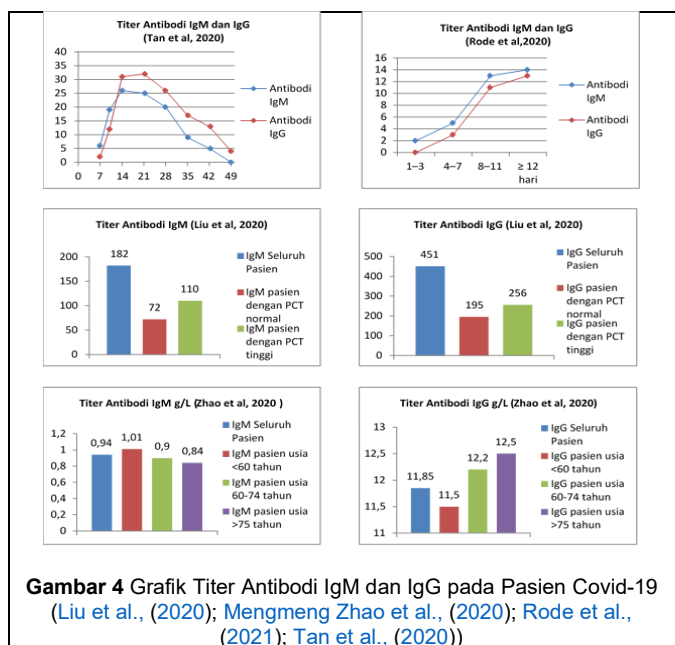 Titer Antibodi IgM dan IgG
(Tan et al, 2020)
40
35
30
25
20
15
10
5
0
0 7 14 21 28 35 42 49
Antibodi
IgM
Antibodi
IgG
Titer Antibodi IgM dan IgG
(Rode et al,2020)
16
14
12
10
8
6
4
2
0
1–3 4–7 8–11 ≥ 12
hari
Antibodi
IgM
Antibodi
IgG
Titer Antibodi IgM (Liu et al, 2020)
200
150
100
50
0
182
72
110
IgM Seluruh
Pasien
IgM pasien
dengan PCT
normal
IgM pasien
dengan PCT
tinggi
Titer Antibodi IgG (Liu et al, 2020)
500
400
300
200
100
0
451
195
256
IgG Seluruh
Pasien
IgG pasien
dengan PCT
normal
IgG pasien
dengan PCT
tinggi
Titer Antibodi IgM g/L (Zhao et al, 2020 )
1,2
1
0,8
0,6
0,4
0,2
0
0,94
1,01
0,9
0,84
IgM Seluruh
Pasien
IgM pasien usia
<60 tahun
IgM pasien usia
60-74 tahun
IgM pasien usia
>75 tahun
Titer Antibodi IgG g/L (Zhao et al, 2020)
13
12,5
12
11,5
11
11,85
11,5
12,2
12,5
IgG Seluruh
Pasien
IgG pasien usia
<60 tahun
IgG pasien usia
60-74 tahun
IgG pasien usia
>75 tahun
Gambar 4 Grafik Titer Antibodi IgM dan IgG pada Pasien Covid-19
(Liu et al., (2020); Mengmeng Zhao et al., (2020); Rode et al.,
(2021); Tan et al., (2020))